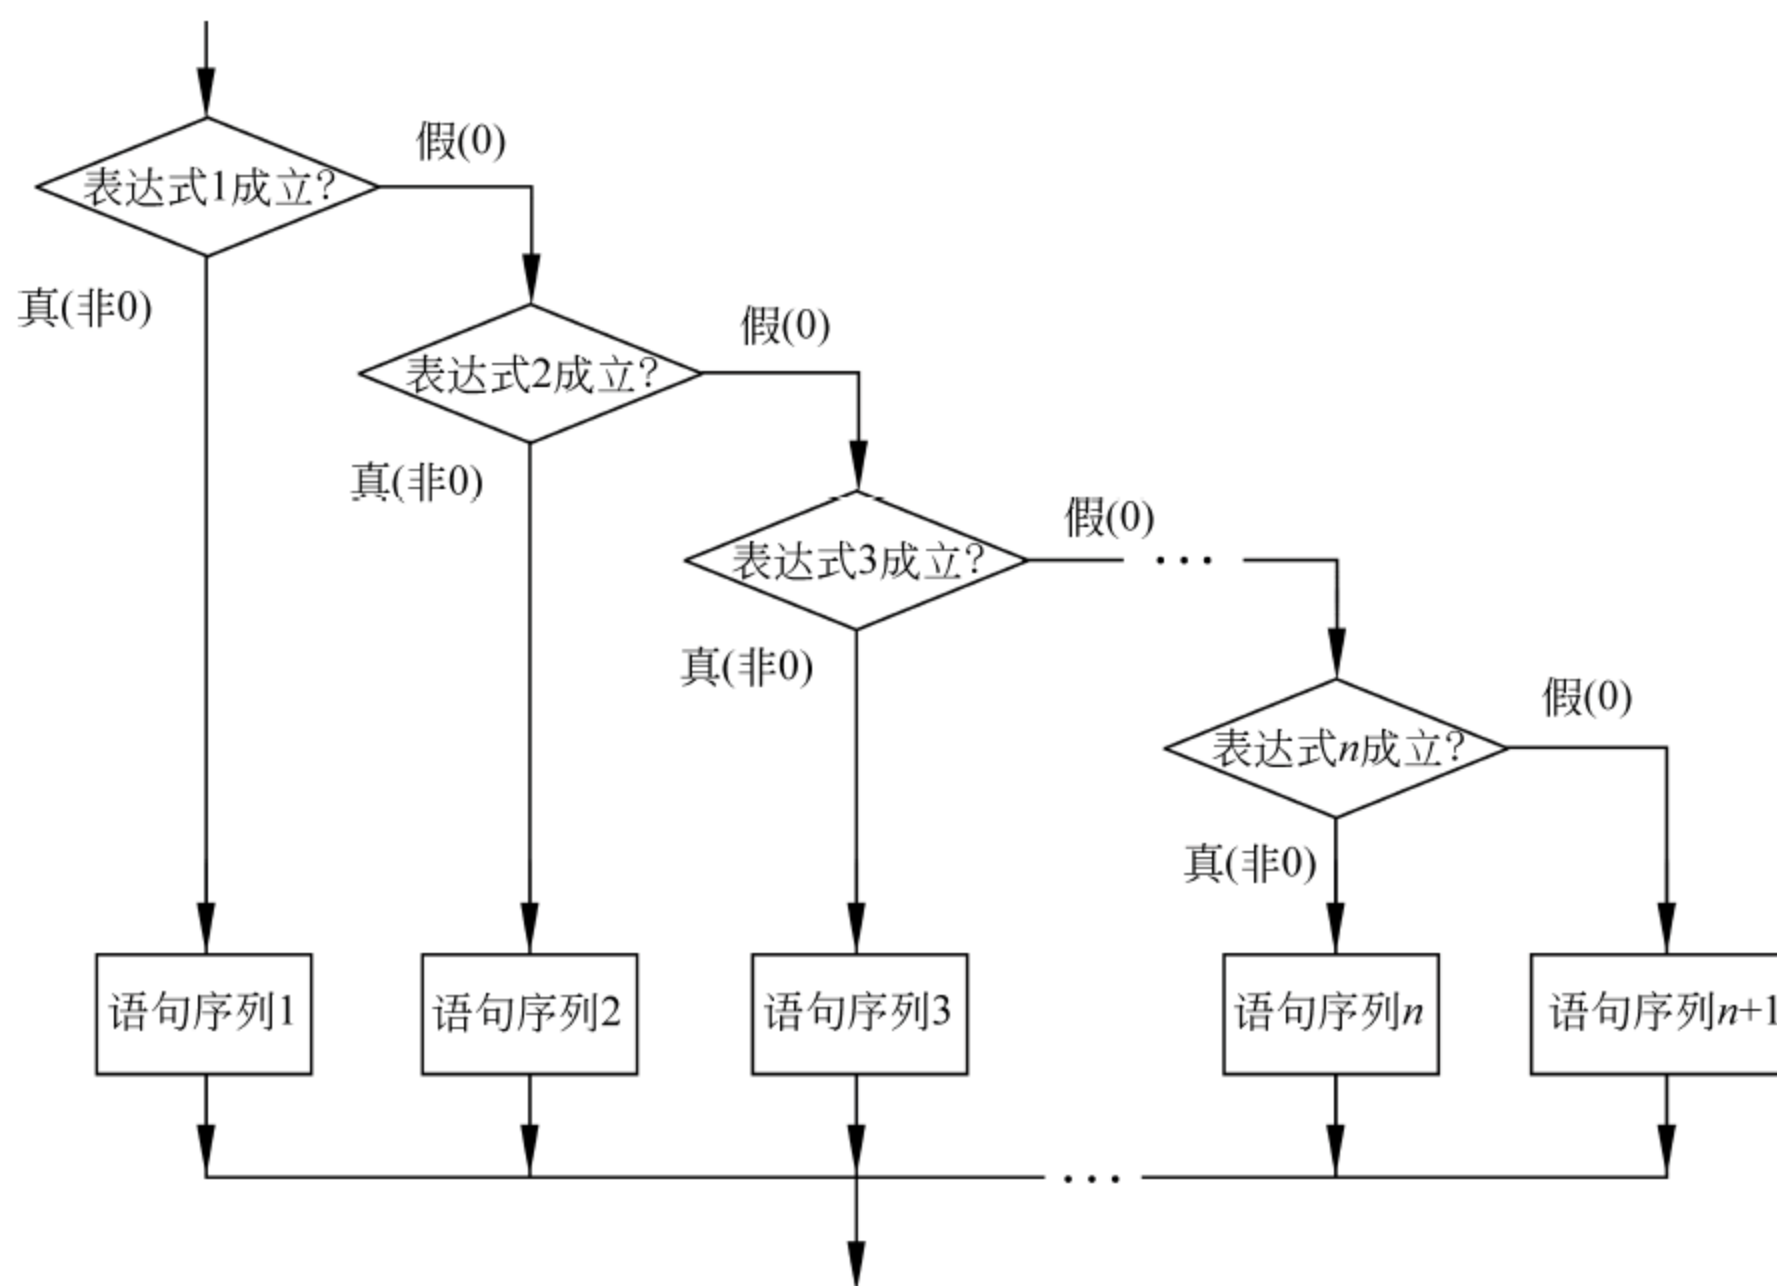 假(0)
表达式1成立?
真(非0)
假(0)
表达式2成立?
真(非0)
假(0)
表达式3成立?
···
真(非0)
假(0)
表达式n成立?
真(非0)
语句序列1
语句序列2
语句序列3
语句序列n
语句序列n+1
···